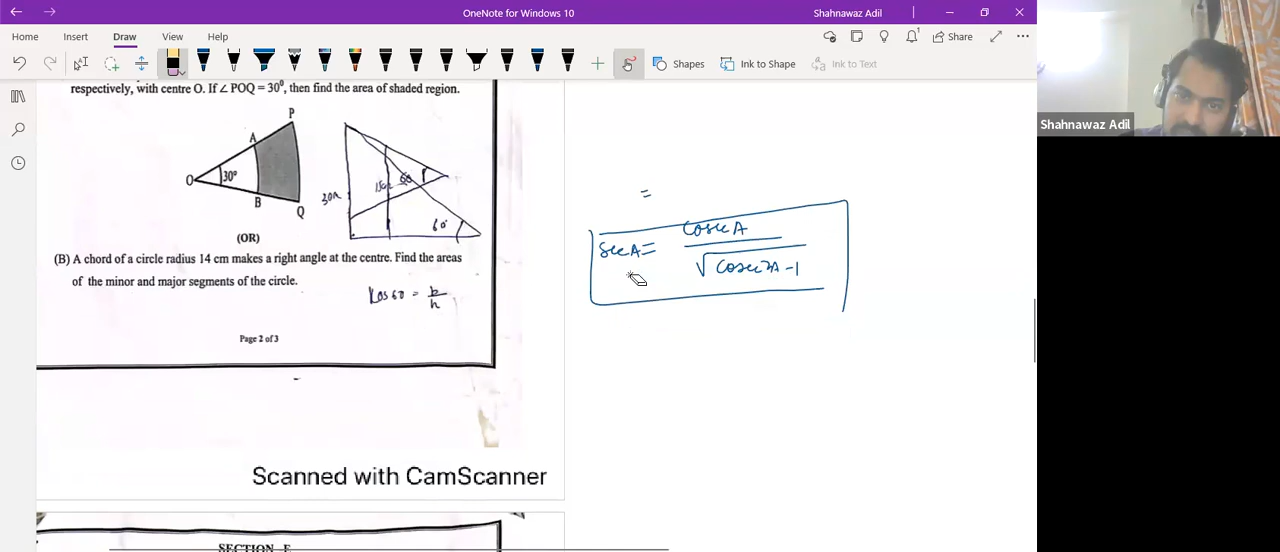 OneNote for Windows 10
Shahnawaz Adil
Home Insert Draw View Help
Share
Shapes
Ink to Shape
Ink to Text
respectively, with centre O. If ∠ POQ = 30⁰, then find the area of shaded region.
P
A
O
30°
B
Q
60°
(OR)
(B) A chord of a circle radius 14 cm makes a right angle at the centre. Find the areas
of the minor and major segments of the circle.
Cos 60 = b/h
Page 2 of 3
Scanned with CamScanner
SECTION E
=
Sec A = Cosec A / √Cosec²A - 1
Shahnawaz Adil